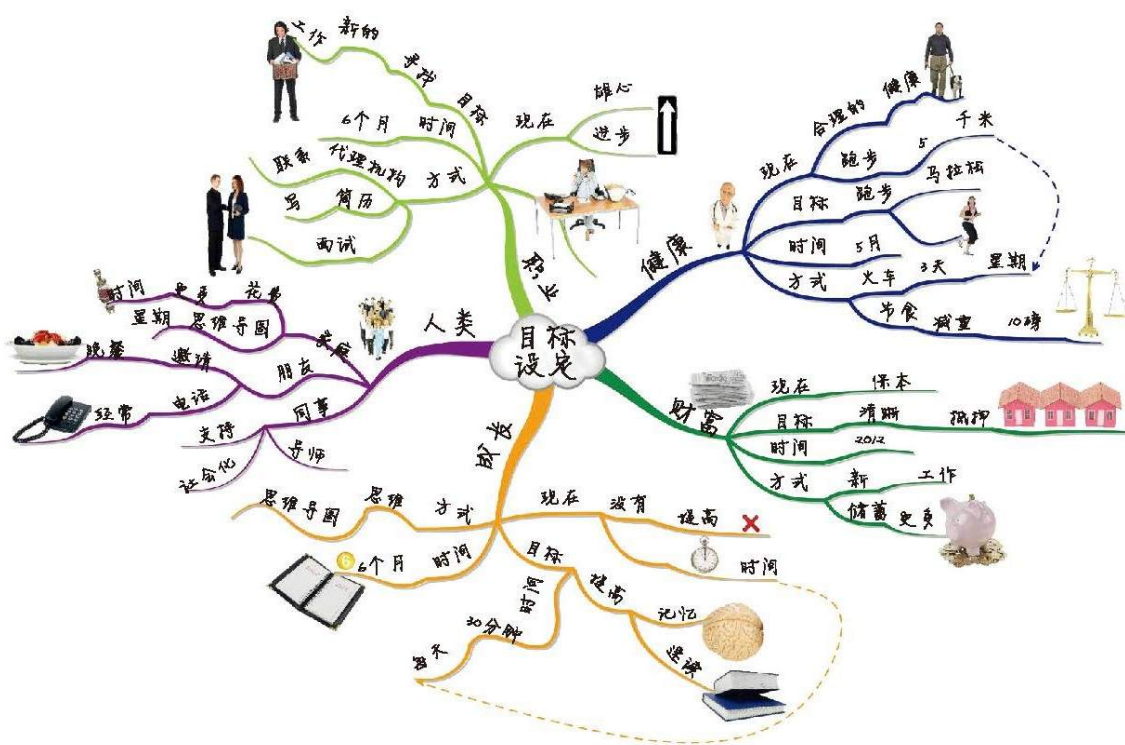 目标
设定
健康
现在
合理的 健康
跑步 5 千米
目标 跑步 马拉松
时间 5月
方式 火车 3天 星期
节食 减重 10磅
财富
现在 保本
目标 清晰 抵押
时间 2012
方式 新 工作
储蓄 更多
成长
现在 没有 提高
时间
目标 提高 记忆
速读
时间 30分钟 每天
6个月 时间
6
方式 思维 思维导图
人类
家庭
花费 更多 时间
思维导图 星期
朋友
邀请 晚餐
电话 经常
同事
支持
社会化
导师
职业
现在 雄心
进步
目标 寻找 新的 工作
时间 6个月
方式 代理机构 联系
简历 写
面试